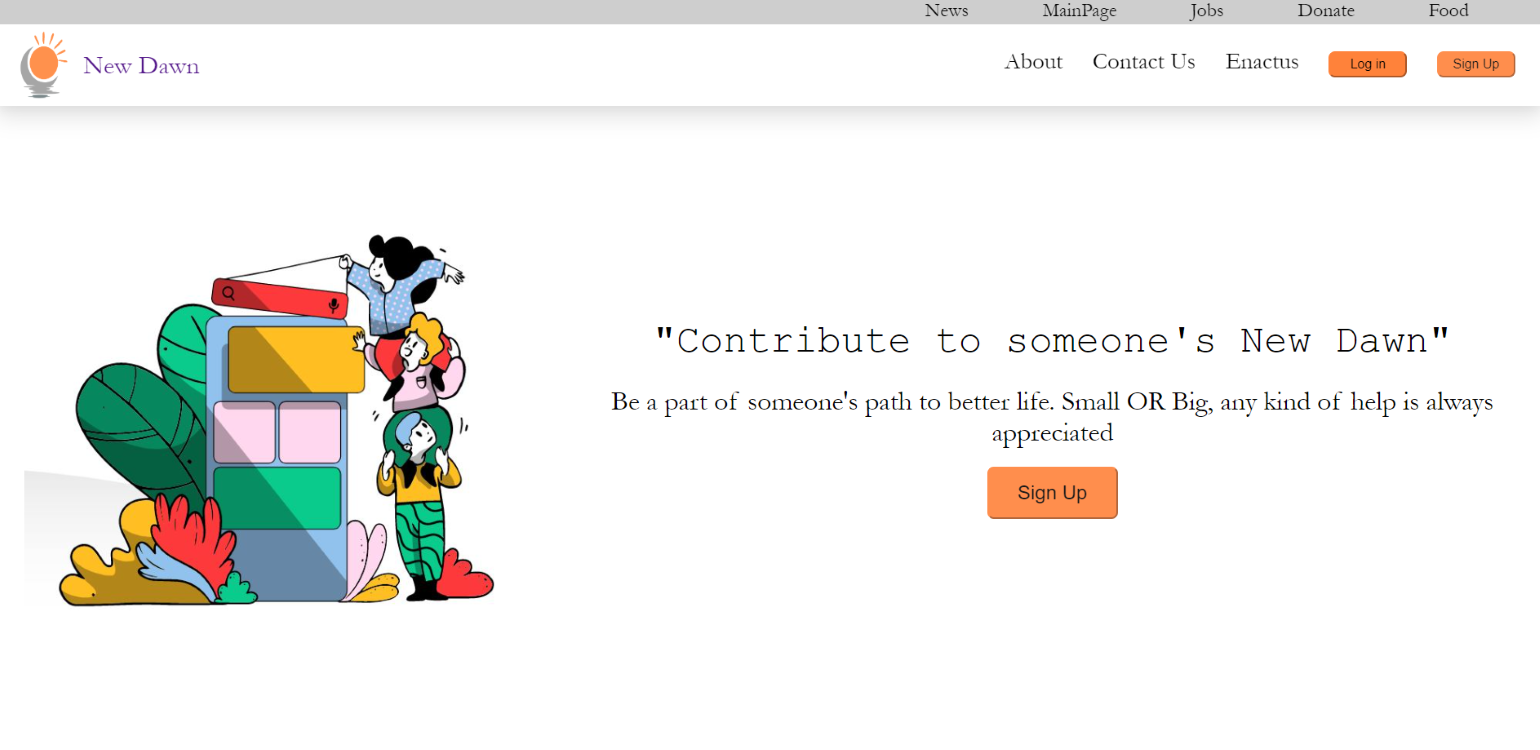 News MainPage Jobs Donate Food
New Dawn About Contact Us Enactus Log in Sign Up
"Contribute to someone's New Dawn"
Be a part of someone's path to better life. Small OR Big, any kind of help is always
appreciated
Sign Up